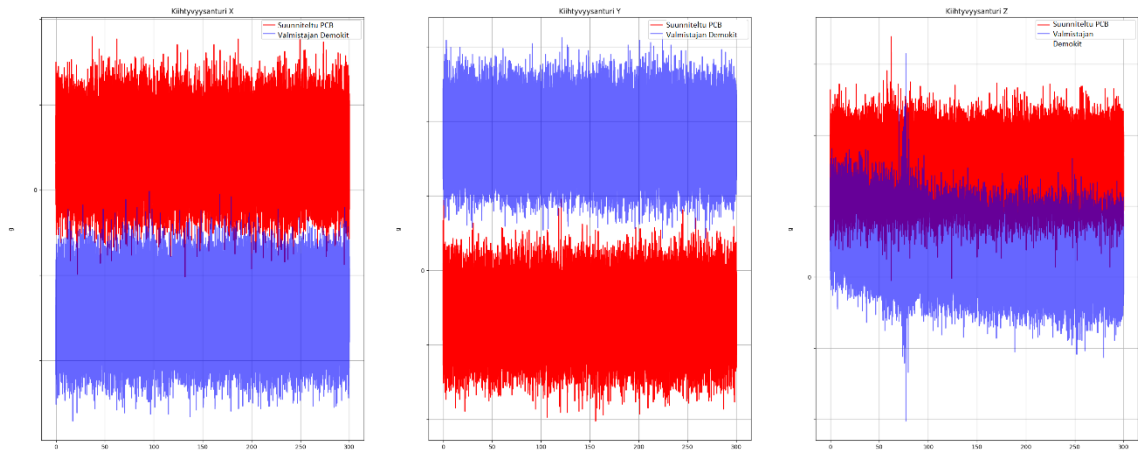 Kiihtyvyysanturi X
Suunniteltu PCB
Valmistajan Demokit
0
g
0
50
100
150
200
250
300
Kiihtyvyysanturi Y
Suunniteltu PCB
Valmistajan Demokit
0
g
0
50
100
150
200
250
300
Kiihtyvyysanturi Z
Suunniteltu PCB
Valmistajan
Demokit
0
g
0
50
100
150
200
250
300